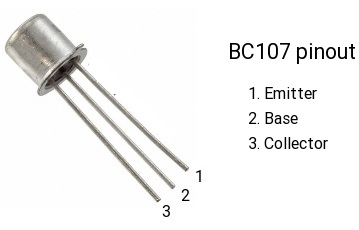 BC107 pinout
1. Emitter
2. Base
3. Collector
1
2
3